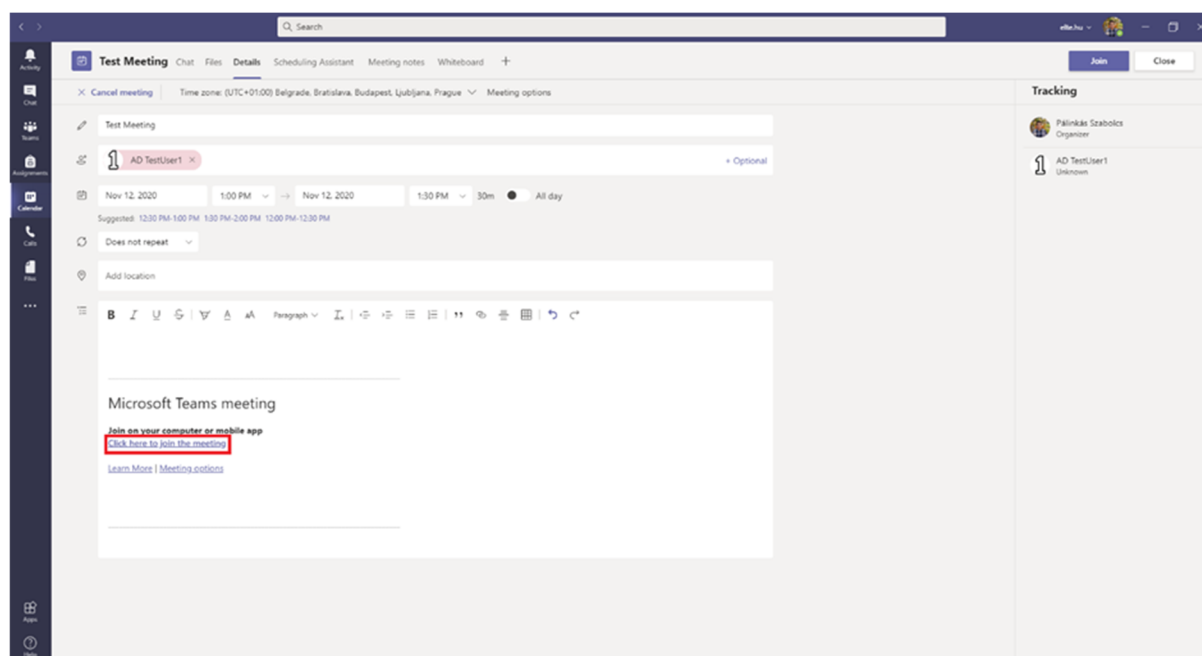 Search
elte.hu
Activity
Chat
Teams
Assignments
Calendar
Calls
Files
Apps
Help
Test Meeting Chat Files Details Scheduling Assistant Meeting notes Whiteboard +
Join Close
× Cancel meeting Time zone: (UTC+01:00) Belgrade, Bratislava, Budapest, Ljubljana, Prague Meeting options
Tracking
Test Meeting
Pálinkás Szabolcs
Organizer
1 AD TestUser1 × + Optional
1 AD TestUser1
Unknown
Nov 12, 2020 1:00 PM → Nov 12, 2020 1:30 PM 30m All day
Suggested: 12:30 PM-1:00 PM 1:30 PM-2:00 PM 12:00 PM-12:30 PM
Does not repeat
Add location
B I U S A AA Paragraph
Microsoft Teams meeting
Join on your computer or mobile app
Click here to join the meeting
Learn More | Meeting options